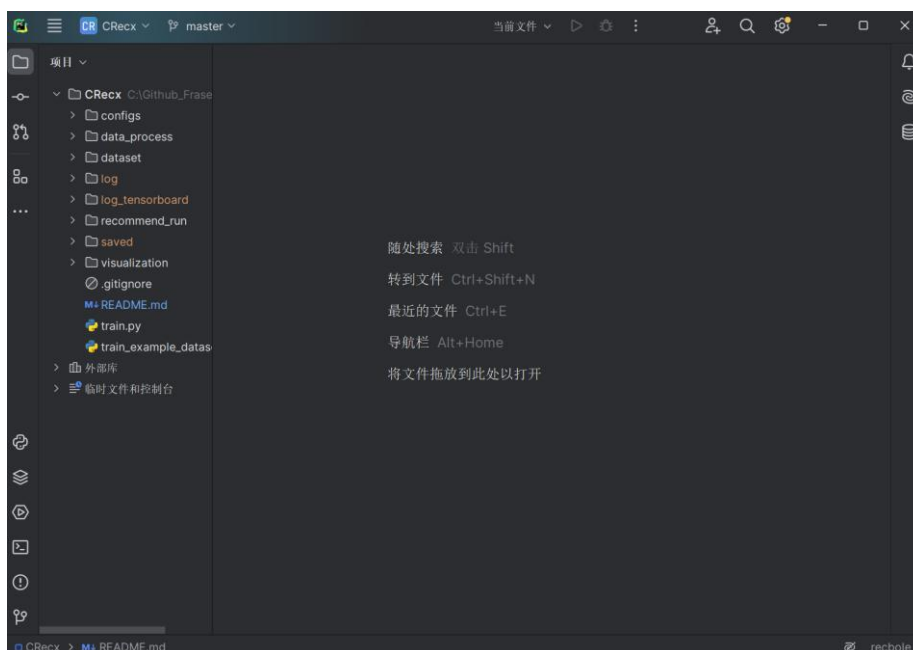 CR CRecx master 当前文件
项目
CRecx C:\Github_Frase
configs
data_process
dataset
log
log_tensorboard
recommend_run
saved
visualization
.gitignore
M↓ README.md
train.py
train_example_datas
外部库
临时文件和控制台
随处搜索 双击 Shift
转到文件 Ctrl+Shift+N
最近的文件 Ctrl+E
导航栏 Alt+Home
将文件拖放到此处以打开
CRecx > M↓ README.md recbole